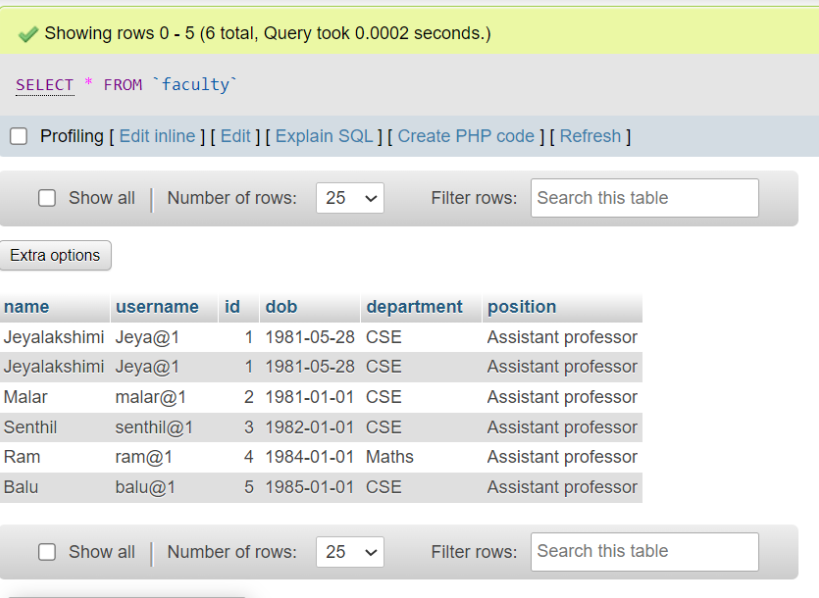 Showing rows 0 - 5 (6 total, Query took 0.0002 seconds.)
SELECT * FROM `faculty`
Profiling [ Edit inline ] [ Edit ] [ Explain SQL ] [ Create PHP code ] [ Refresh ]
Show all | Number of rows: 25 Filter rows: Search this table
Extra options
name username id dob department position
Jeyalakshimi Jeya@1 1 1981-05-28 CSE Assistant professor
Jeyalakshimi Jeya@1 1 1981-05-28 CSE Assistant professor
Malar malar@1 2 1981-01-01 CSE Assistant professor
Senthil senthil@1 3 1982-01-01 CSE Assistant professor
Ram ram@1 4 1984-01-01 Maths Assistant professor
Balu balu@1 5 1985-01-01 CSE Assistant professor
Show all | Number of rows: 25 Filter rows: Search this table